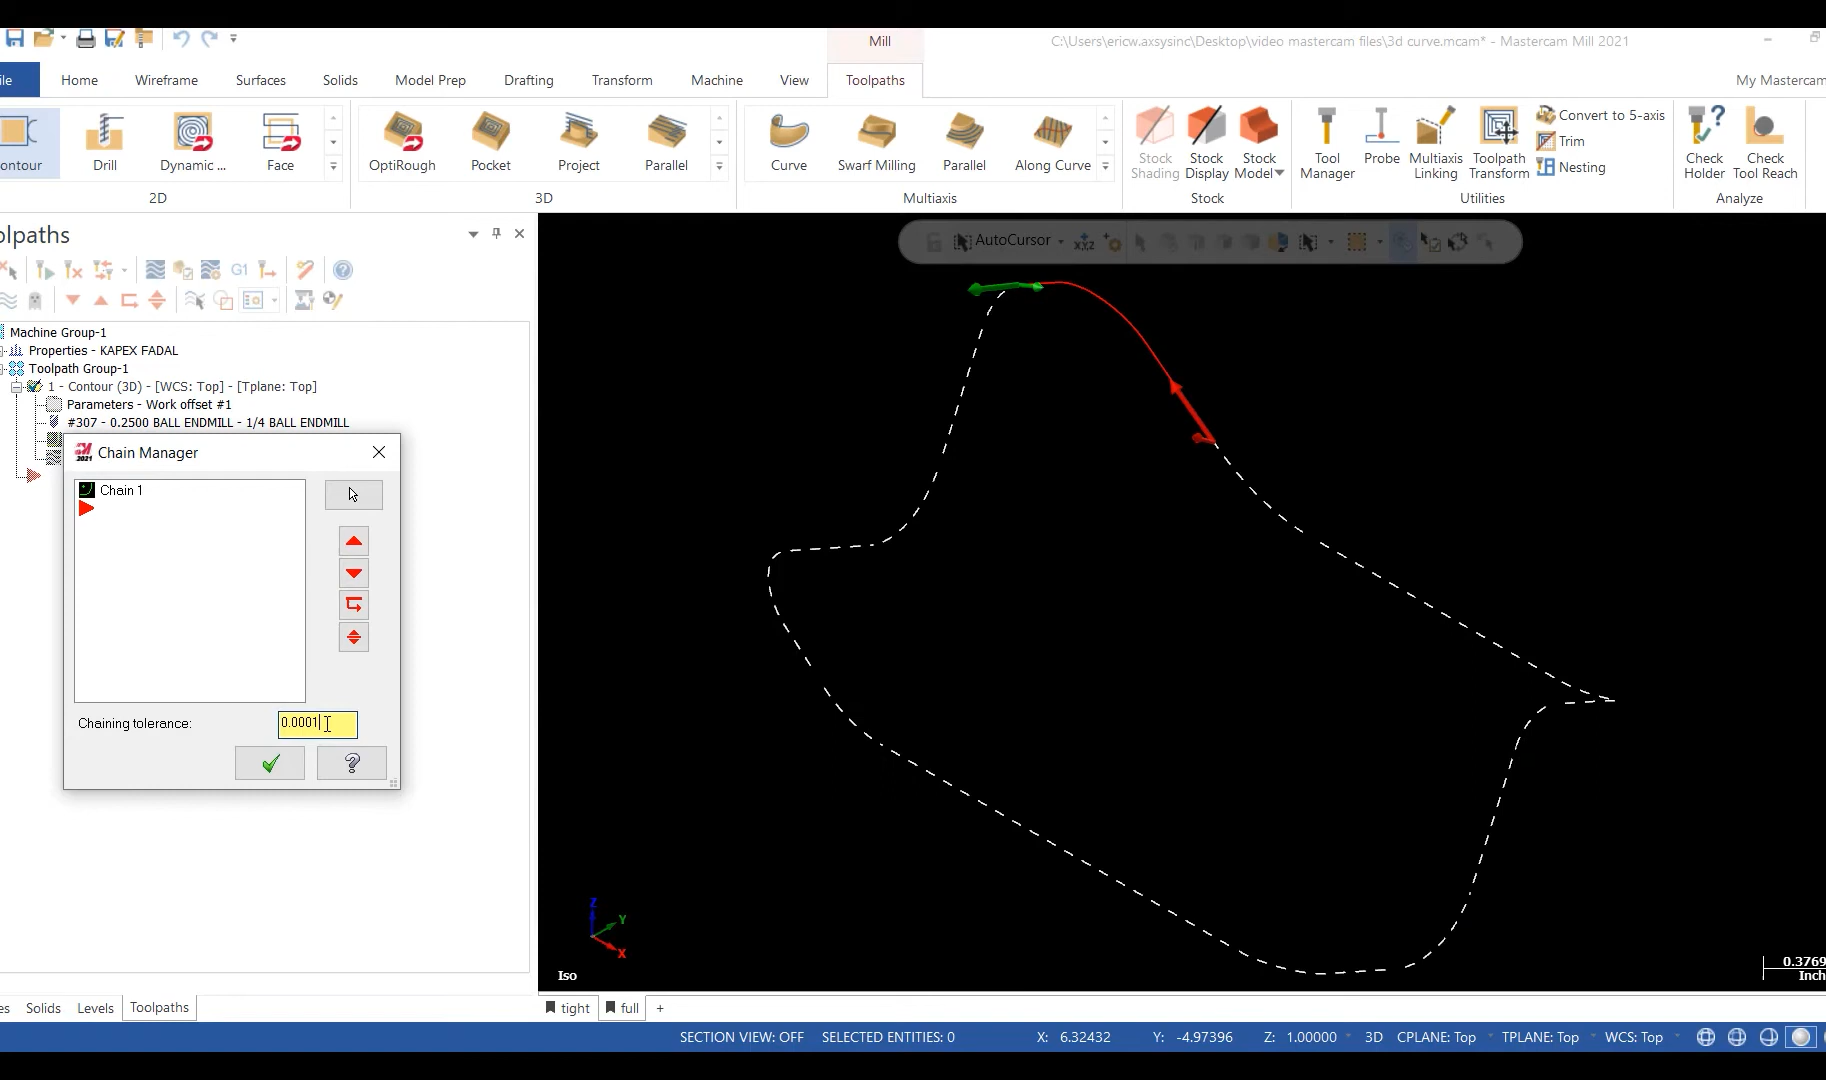 Mill
C:\Users\ericw.axsysinc\Desktop\video mastercam files\3d curve.mcam* - Mastercam Mill 2021
ile Home Wireframe Surfaces Solids Model Prep Drafting Transform Machine View Toolpaths My Mastercam
ontour Drill Dynamic ... Face OptiRough Pocket Project Parallel Curve Swarf Milling Parallel Along Curve
Stock Shading Stock Display Stock Model Tool Manager Probe Multiaxis Linking Toolpath Transform
Convert to 5-axis
Trim
Nesting
Check Holder Check Tool Reach
2D 3D Multiaxis Stock Utilities Analyze
olpaths
G1
AutoCursor XYZ
Machine Group-1
Properties - KAPEX FADAL
Toolpath Group-1
1 - Contour (3D) - [WCS: Top] - [Tplane: Top]
Parameters - Work offset #1
#307 - 0.2500 BALL ENDMILL - 1/4 BALL ENDMILL
2021 Chain Manager
Chain 1
Chaining tolerance: 0.0001
Z
Y
X
Iso
0.3769
Inch
es Solids Levels Toolpaths
tight full +
SECTION VIEW: OFF SELECTED ENTITIES: 0 X: 6.32432 Y: -4.97396 Z: 1.00000 3D CPLANE: Top TPLANE: Top WCS: Top